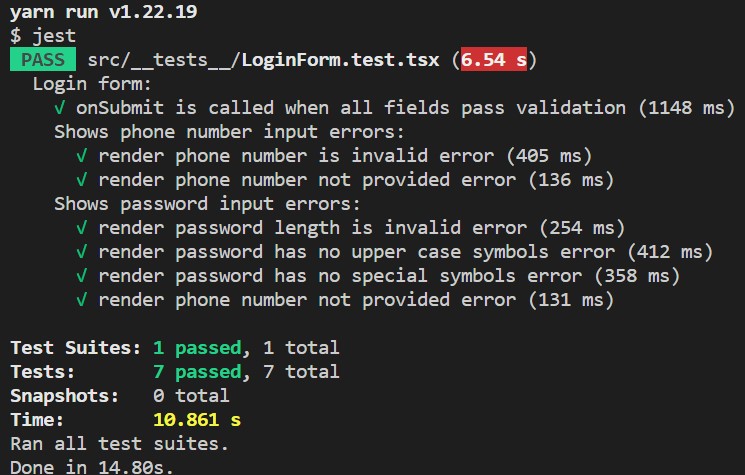 yarn run v1.22.19
$ jest
PASS src/__tests__/LoginForm.test.tsx (6.54 s)
Login form:
√ onSubmit is called when all fields pass validation (1148 ms)
Shows phone number input errors:
√ render phone number is invalid error (405 ms)
√ render phone number not provided error (136 ms)
Shows password input errors:
√ render password length is invalid error (254 ms)
√ render password has no upper case symbols error (412 ms)
√ render password has no special symbols error (358 ms)
√ render phone number not provided error (131 ms)
Test Suites: 1 passed, 1 total
Tests: 7 passed, 7 total
Snapshots: 0 total
Time: 10.861 s
Ran all test suites.
Done in 14.80s.